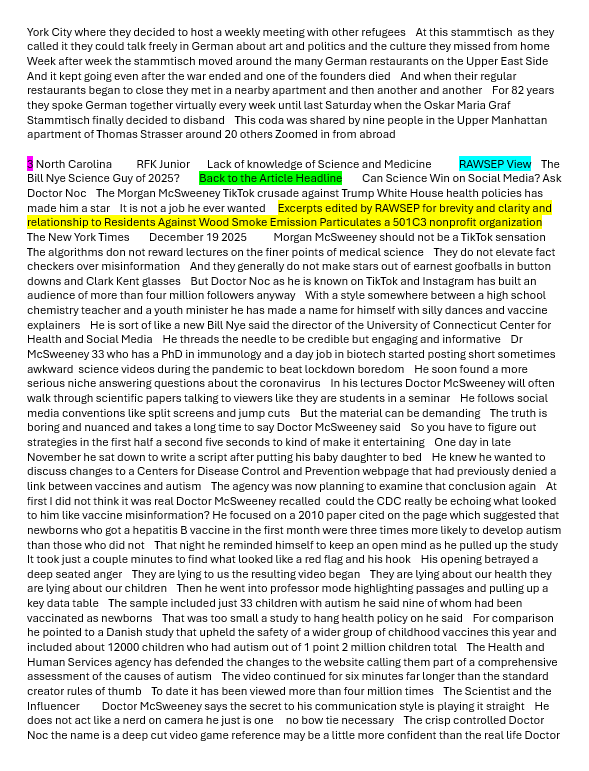 York City where they decided to host a weekly meeting with other refugees At this stammtisch as they
called it they could talk freely in German about art and politics and the culture they missed from home
Week after week the stammtisch moved around the many German restaurants on the Upper East Side
And it kept going even after the war ended and one of the founders died And when their regular
restaurants began to close they met in a nearby apartment and then another and another For 82 years
they spoke German together virtually every week until last Saturday when the Oskar Maria Graf
Stammtisch finally decided to disband This coda was shared by nine people in the Upper Manhattan
apartment of Thomas Strasser around 20 others Zoomed in from abroad
3 North Carolina RFK Junior Lack of knowledge of Science and Medicine RAWSEP View The
Bill Nye Science Guy of 2025? Back to the Article Headline Can Science Win on Social Media? Ask
Doctor Noc The Morgan McSweeney TikTok crusade against Trump White House health policies has
made him a star It is not a job he ever wanted Excerpts edited by RAWSEP for brevity and clarity and
relationship to Residents Against Wood Smoke Emission Particulates a 501C3 nonprofit organization
The New York Times December 19 2025 Morgan McSweeney should not be a TikTok sensation
The algorithms don not reward lectures on the finer points of medical science They do not elevate fact
checkers over misinformation And they generally do not make stars out of earnest goofballs in button
downs and Clark Kent glasses But Doctor Noc as he is known on TikTok and Instagram has built an
audience of more than four million followers anyway With a style somewhere between a high school
chemistry teacher and a youth minister he has made a name for himself with silly dances and vaccine
explainers He is sort of like a new Bill Nye said the director of the University of Connecticut Center for
Health and Social Media He threads the needle to be credible but engaging and informative Dr
McSweeney 33 who has a PhD in immunology and a day job in biotech started posting short sometimes
awkward science videos during the pandemic to beat lockdown boredom He soon found a more
serious niche answering questions about the coronavirus In his lectures Doctor McSweeney will often
walk through scientific papers talking to viewers like they are students in a seminar He follows social
media conventions like split screens and jump cuts But the material can be demanding The truth is
boring and nuanced and takes a long time to say Doctor McSweeney said So you have to figure out
strategies in the first half a second five seconds to kind of make it entertaining One day in late
November he sat down to write a script after putting his baby daughter to bed He knew he wanted to
discuss changes to a Centers for Disease Control and Prevention webpage that had previously denied a
link between vaccines and autism The agency was now planning to examine that conclusion again At
first I did not think it was real Doctor McSweeney recalled could the CDC really be echoing what looked
to him like vaccine misinformation? He focused on a 2010 paper cited on the page which suggested that
newborns who got a hepatitis B vaccine in the first month were three times more likely to develop autism
than those who did not That night he reminded himself to keep an open mind as he pulled up the study
It took just a couple minutes to find what looked like a red flag and his hook His opening betrayed a
deep seated anger They are lying to us the resulting video began They are lying about our health they
are lying about our children Then he went into professor mode highlighting passages and pulling up a
key data table The sample included just 33 children with autism he said nine of whom had been
vaccinated as newborns That was too small a study to hang health policy on he said For comparison
he pointed to a Danish study that upheld the safety of a wider group of childhood vaccines this year and
included about 12000 children who had autism out of 1 point 2 million children total The Health and
Human Services agency has defended the changes to the website calling them part of a comprehensive
assessment of the causes of autism The video continued for six minutes far longer than the standard
creator rules of thumb To date it has been viewed more than four million times The Scientist and the
Influencer Doctor McSweeney says the secret to his communication style is playing it straight He
does not act like a nerd on camera he just is one no bow tie necessary The crisp controlled Doctor
Noc the name is a deep cut video game reference may be a little more confident than the real life Doctor